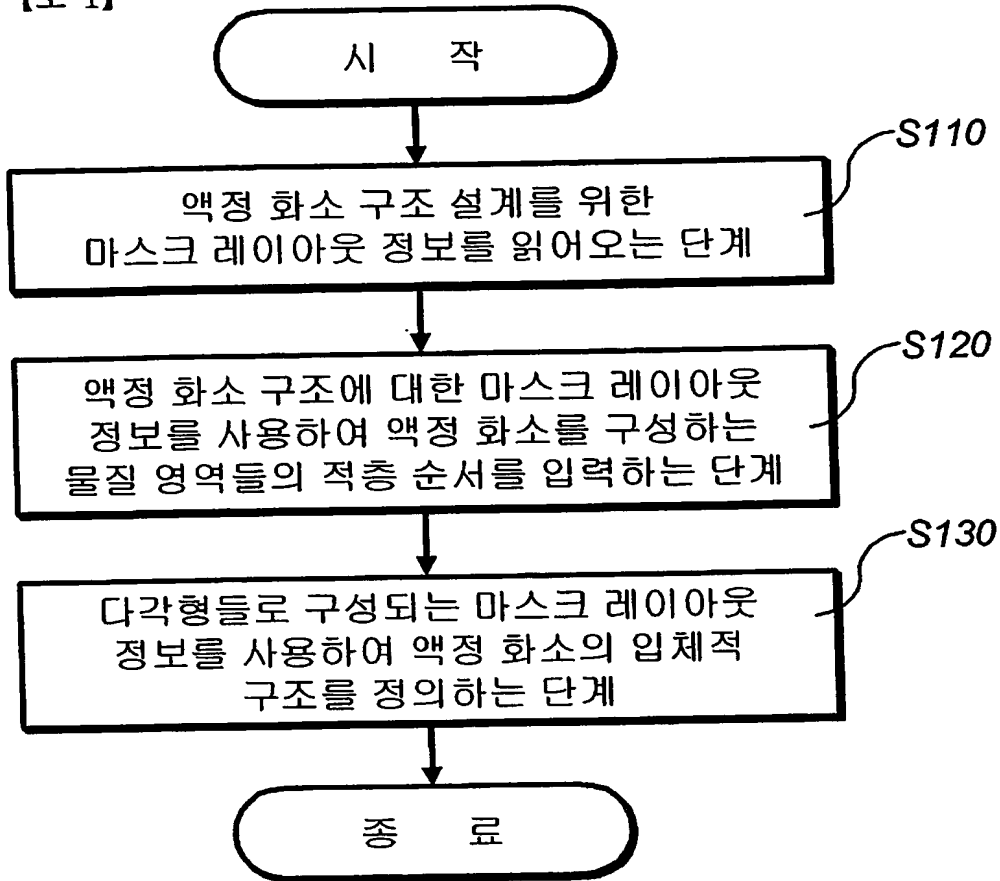 【도 1】
시 작
S110
액정 화소 구조 설계를 위한
마스크 레이아웃 정보를 읽어오는 단계
S120
액정 화소 구조에 대한 마스크 레이아웃
정보를 사용하여 액정 화소를 구성하는
물질 영역들의 적층 순서를 입력하는 단계
S130
다각형들로 구성되는 마스크 레이아웃
정보를 사용하여 액정 화소의 입체적
구조를 정의하는 단계
종 료